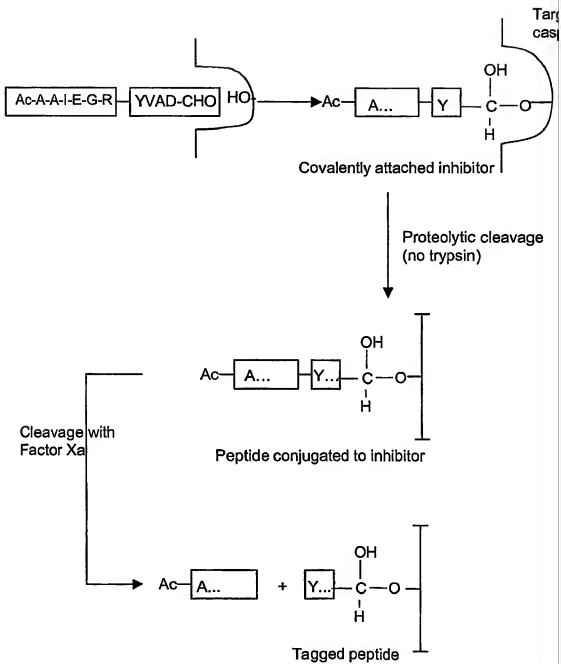 Targ
casp
OH
Ac-A-A-I-E-G-R
YVAD-CHO
HO
Ac
A...
Y
C
O
H
Covalently attached inhibitor
Proteolytic cleavage
(no trypsin)
OH
Ac
A...
Y...
C
O
H
Cleavage with
Factor Xa
Peptide conjugated to inhibitor
OH
Ac
A...
+
Y...
C
O
H
Tagged peptide